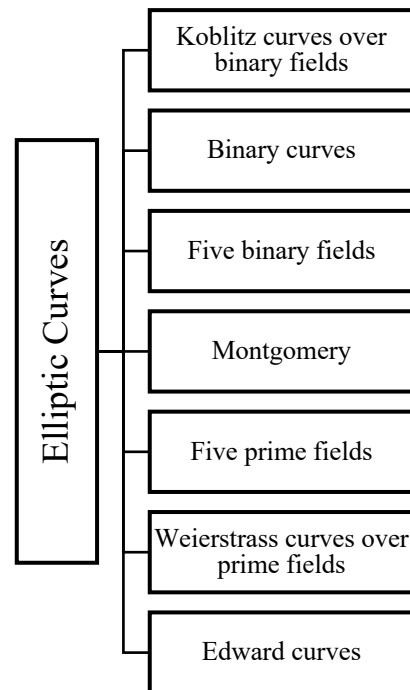 Elliptic Curves
Koblitz curves over
binary fields
Binary curves
Five binary fields
Montgomery
Five prime fields
Weierstrass curves over
prime fields
Edward curves